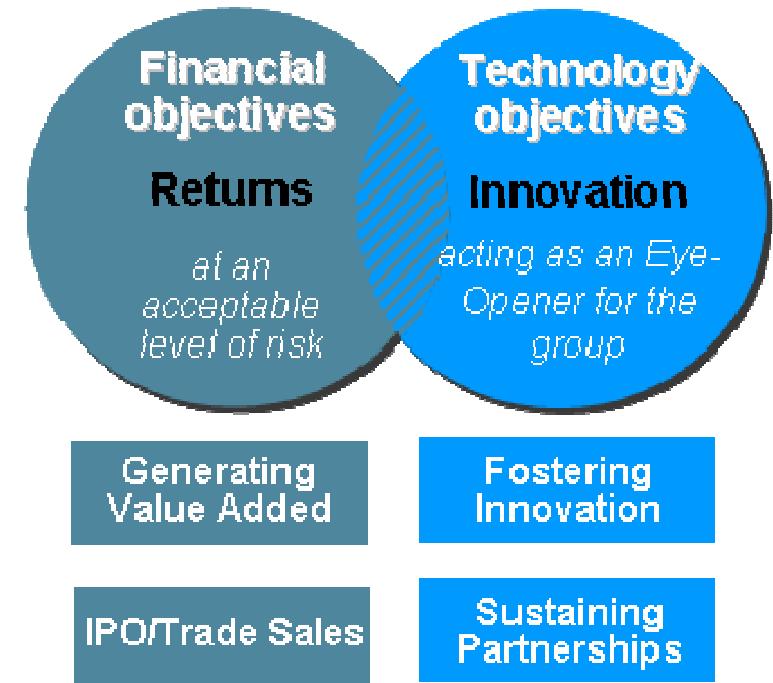 Financial
objectives
Returns
at an
acceptable
level of risk
Technology
objectives
Innovation
acting as an Eye-
Opener for the
group
Generating
Value Added
Fostering
Innovation
IPO/Trade Sales
Sustaining
Partnerships